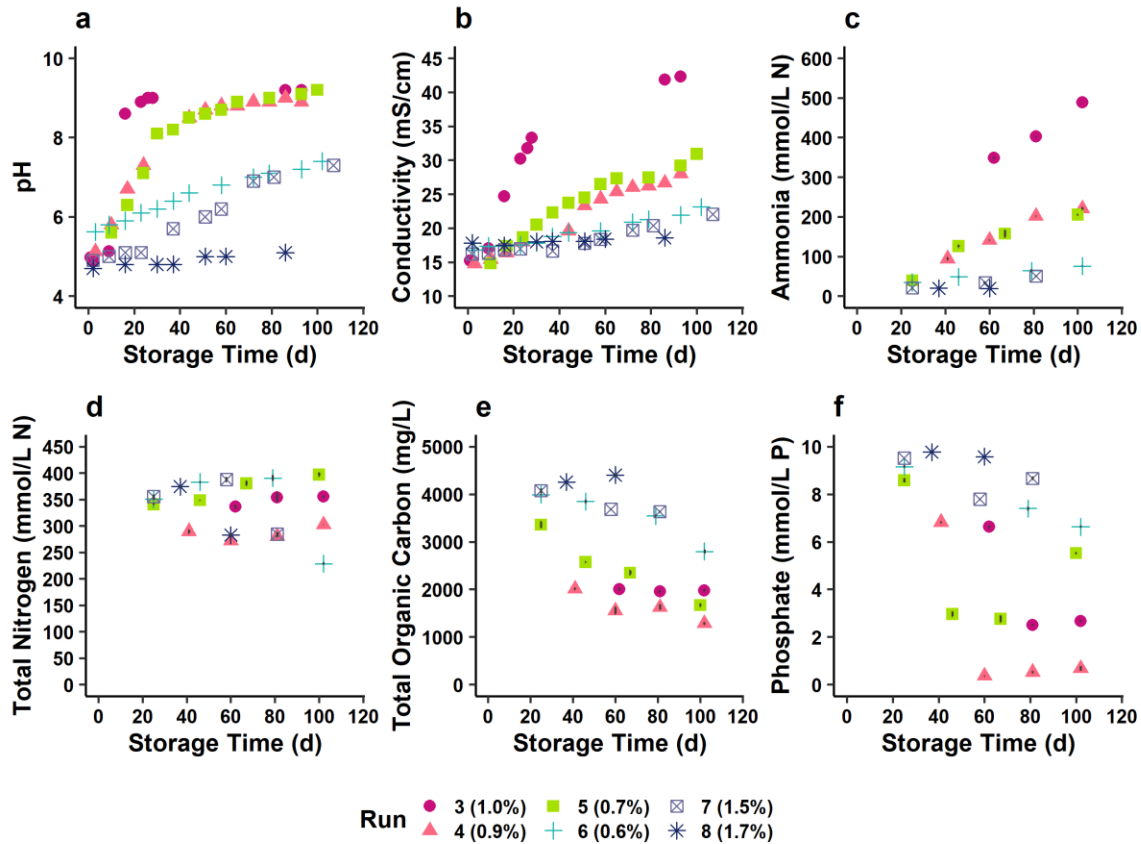 a
pH
10
8
6
4
0 20 40 60 80 100 120
Storage Time (d)
b
Conductivity (mS/cm)
45
40
35
30
25
20
15
10
0 20 40 60 80 100 120
Storage Time (d)
c
Ammonia (mmol/L N)
600
500
400
300
200
100
0
0 20 40 60 80 100 120
Storage Time (d)
d
Total Nitrogen (mmol/L N)
450
400
350
300
250
200
150
100
50
0
0 20 40 60 80 100 120
Storage Time (d)
e
Total Organic Carbon (mg/L)
5000
4000
3000
2000
1000
0
0 20 40 60 80 100 120
Storage Time (d)
f
Phosphate (mmol/L P)
10
8
6
4
2
0
0 20 40 60 80 100 120
Storage Time (d)
Run
3 (1.0%) 5 (0.7%) 7 (1.5%)
4 (0.9%) 6 (0.6%) 8 (1.7%)